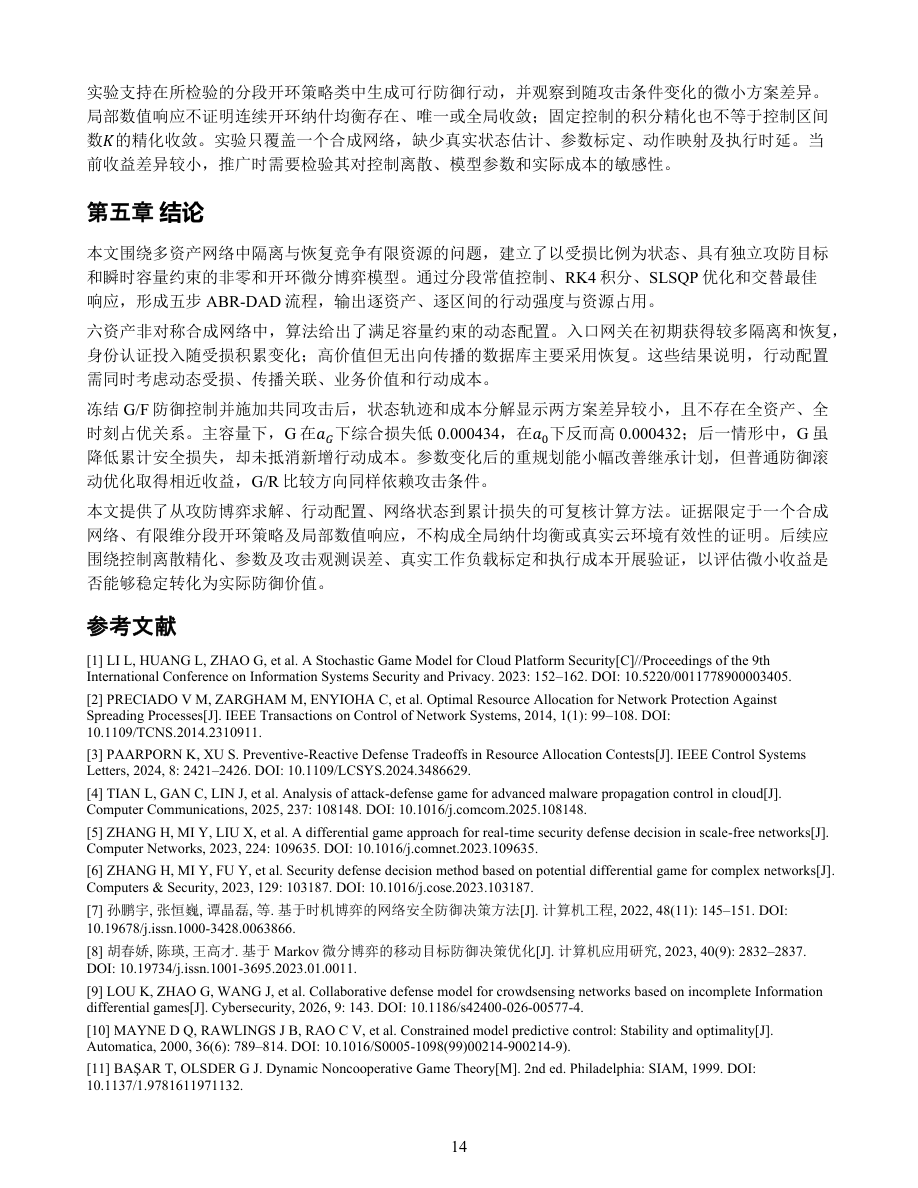 实验支持在所检验的分段开环策略类中生成可行防御行动，并观察到随攻击条件变化的微小方案差异。
局部数值响应不证明连续开环纳什均衡存在、唯一或全局收敛；固定控制的积分精化也不等于控制区间
数K的精化收敛。实验只覆盖一个合成网络，缺少真实状态估计、参数标定、动作映射及执行时延。当
前收益差异较小，推广时需要检验其对控制离散、模型参数和实际成本的敏感性。
第五章 结论
本文围绕多资产网络中隔离与恢复竞争有限资源的问题，建立了以受损比例为状态、具有独立攻防目标
和瞬时容量约束的非零和开环微分博弈模型。通过分段常值控制、RK4 积分、SLSQP 优化和交替最佳
响应，形成五步 ABR-DAD 流程，输出逐资产、逐区间的行动强度与资源占用。
六资产非对称合成网络中，算法给出了满足容量约束的动态配置。入口网关在初期获得较多隔离和恢复，
身份认证投入随受损积累变化；高价值但无出向传播的数据库主要采用恢复。这些结果说明，行动配置
需同时考虑动态受损、传播关联、业务价值和行动成本。
冻结 G/F 防御控制并施加共同攻击后，状态轨迹和成本分解显示两方案差异较小，且不存在全资产、全
时刻占优关系。主容量下，G 在a_G下综合损失低 0.000434，在a_0下反而高 0.000432；后一情形中，G 虽
降低累计安全损失，却未抵消新增行动成本。参数变化后的重规划能小幅改善继承计划，但普通防御滚
动优化取得相近收益，G/R 比较方向同样依赖攻击条件。
本文提供了从攻防博弈求解、行动配置、网络状态到累计损失的可复核计算方法。证据限定于一个合成
网络、有限维分段开环策略及局部数值响应，不构成全局纳什均衡或真实云环境有效性的证明。后续应
围绕控制离散精化、参数及攻击观测误差、真实工作负载标定和执行成本开展验证，以评估微小收益是
否能够稳定转化为实际防御价值。
参考文献
[1] LI L, HUANG L, ZHAO G, et al. A Stochastic Game Model for Cloud Platform Security[C]//Proceedings of the 9th
International Conference on Information Systems Security and Privacy. 2023: 152–162. DOI: 10.5220/0011778900003405.
[2] PRECIADO V M, ZARGHAM M, ENYIOHA C, et al. Optimal Resource Allocation for Network Protection Against
Spreading Processes[J]. IEEE Transactions on Control of Network Systems, 2014, 1(1): 99–108. DOI:
10.1109/TCNS.2014.2310911.
[3] PAARPORN K, XU S. Preventive-Reactive Defense Tradeoffs in Resource Allocation Contests[J]. IEEE Control Systems
Letters, 2024, 8: 2421–2426. DOI: 10.1109/LCSYS.2024.3486629.
[4] TIAN L, GAN C, LIN J, et al. Analysis of attack-defense game for advanced malware propagation control in cloud[J].
Computer Communications, 2025, 237: 108148. DOI: 10.1016/j.comcom.2025.108148.
[5] ZHANG H, MI Y, LIU X, et al. A differential game approach for real-time security defense decision in scale-free networks[J].
Computer Networks, 2023, 224: 109635. DOI: 10.1016/j.comnet.2023.109635.
[6] ZHANG H, MI Y, FU Y, et al. Security defense decision method based on potential differential game for complex networks[J].
Computers & Security, 2023, 129: 103187. DOI: 10.1016/j.cose.2023.103187.
[7] 孙鹏宇, 张恒巍, 谭晶磊, 等. 基于时机博弈的网络安全防御决策方法[J]. 计算机工程, 2022, 48(11): 145–151. DOI:
10.19678/j.issn.1000-3428.0063866.
[8] 胡春娇, 陈瑛, 王高才. 基于 Markov 微分博弈的移动目标防御决策优化[J]. 计算机应用研究, 2023, 40(9): 2832–2837.
DOI: 10.19734/j.issn.1001-3695.2023.01.0011.
[9] LOU K, ZHAO G, WANG J, et al. Collaborative defense model for crowdsensing networks based on incomplete Information
differential games[J]. Cybersecurity, 2026, 9: 143. DOI: 10.1186/s42400-026-00577-4.
[10] MAYNE D Q, RAWLINGS J B, RAO C V, et al. Constrained model predictive control: Stability and optimality[J].
Automatica, 2000, 36(6): 789–814. DOI: 10.1016/S0005-1098(99)00214-900214-9).
[11] BAŞAR T, OLSDER G J. Dynamic Noncooperative Game Theory[M]. 2nd ed. Philadelphia: SIAM, 1999. DOI:
10.1137/1.9781611971132.
14